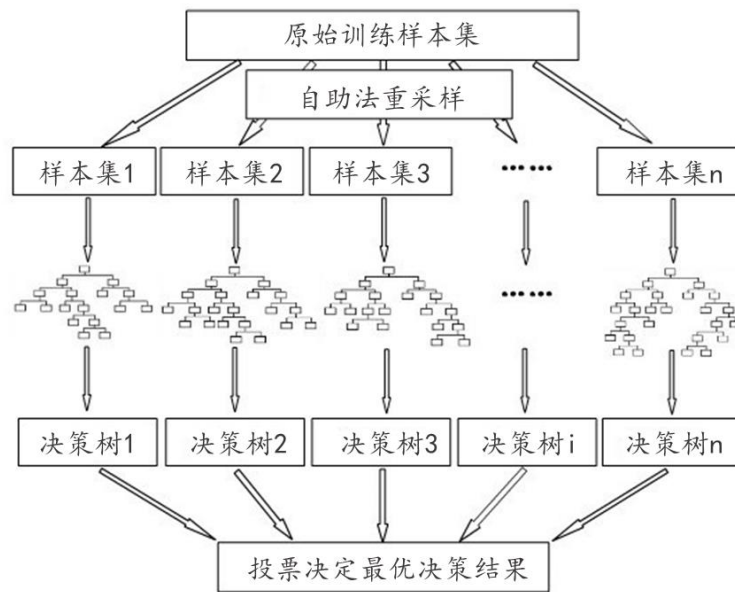 原始训练样本集
自助法重采样
样本集1 样本集2 样本集3 …… 样本集n
……
决策树1 决策树2 决策树3 决策树i 决策树n
投票决定最优决策结果